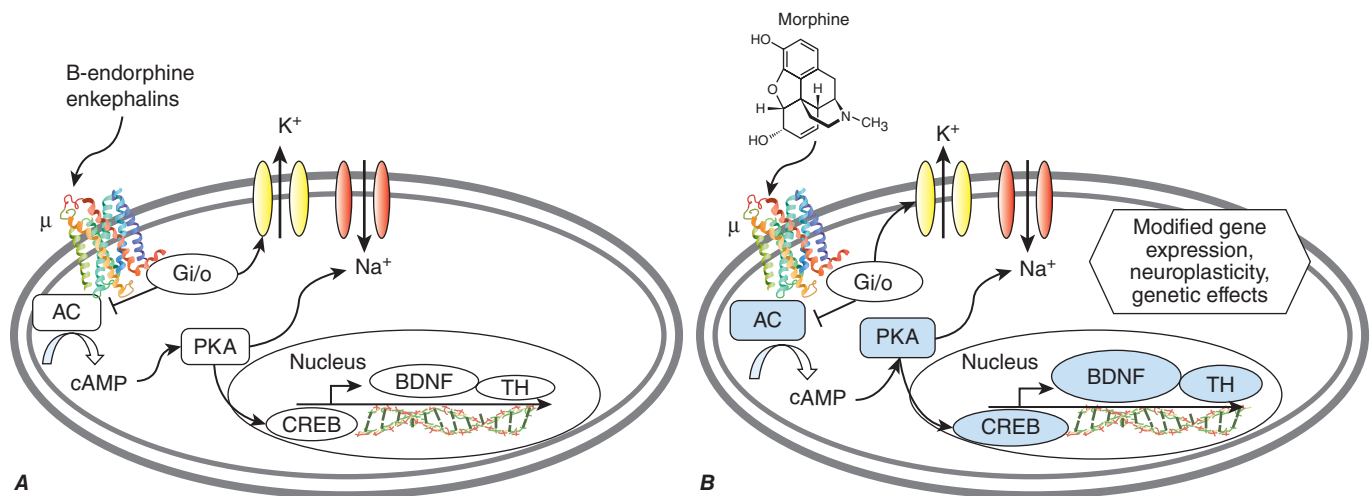 B-endorphine
enkephalins
K+
μ
Gi/o
Na+
AC
PKA
cAMP
Nucleus
BDNF
TH
CREB
A
Morphine
HO
O
H
H
N
CH3
HO
K+
μ
Gi/o
Na+
Modified gene
expression,
neuroplasticity,
genetic effects
AC
PKA
cAMP
Nucleus
BDNF
TH
CREB
B